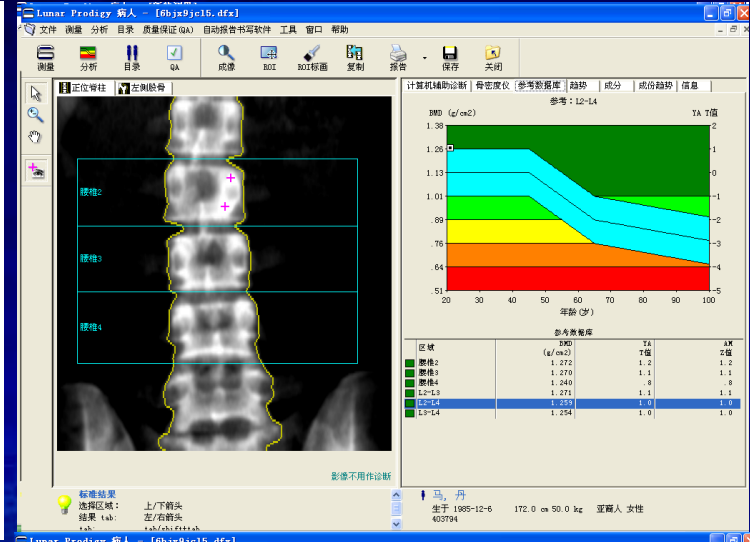 Lunar Prodigy 病人 - [6bjx9jc15.dfx]
文件 测量 分析 目录 质量保证(QA) 自动报告书写软件 工具 窗口 帮助
测量 分析 目录 QA 成像 ROI ROI标画 复制 报告 保存 关闭
正位脊柱 左侧股骨
计算机辅助诊断 骨密度仪 参考数据库 趋势 成分 成份趋势 信息
腰椎2
腰椎3
腰椎4
影像不用作诊断
参考：L2-L4
BMD (g/cm2) YA T值
1.38 2
1.26 1
1.13 0
1.01 -1
.89 -2
.76 -3
.64 -4
.51 -5
20 30 40 50 60 70 80 90 100
年龄(岁)
参考数据库
区域 BMD (g/cm2) YA T值 AM Z值
腰椎2 1.272 1.2 1.2
腰椎3 1.270 1.1 1.1
腰椎4 1.240 .8 .8
L2-L3 1.271 1.1 1.1
L2-L4 1.259 1.0 1.0
L3-L4 1.254 1.0 1.0
标准结果
选择区域： 上/下箭头
结果 tab: 左/右箭头
马, 丹
生于 1985-12-6 172.0 cm 50.0 kg 亚裔人 女性
403794
Lunar Prodigy 病人 - [6bjx9jc15.dfx]